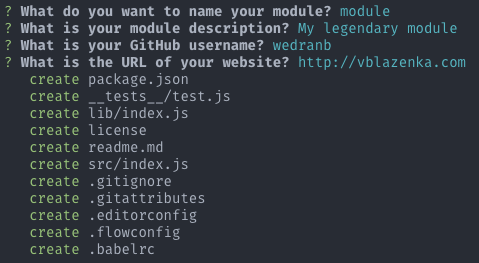 ? What do you want to name your module? module
? What is your module description? My legendary module
? What is your GitHub username? wedranb
? What is the URL of your website? http://vblazenka.com
create package.json
create __tests__/test.js
create lib/index.js
create license
create readme.md
create src/index.js
create .gitignore
create .gitattributes
create .editorconfig
create .flowconfig
create .babelrc